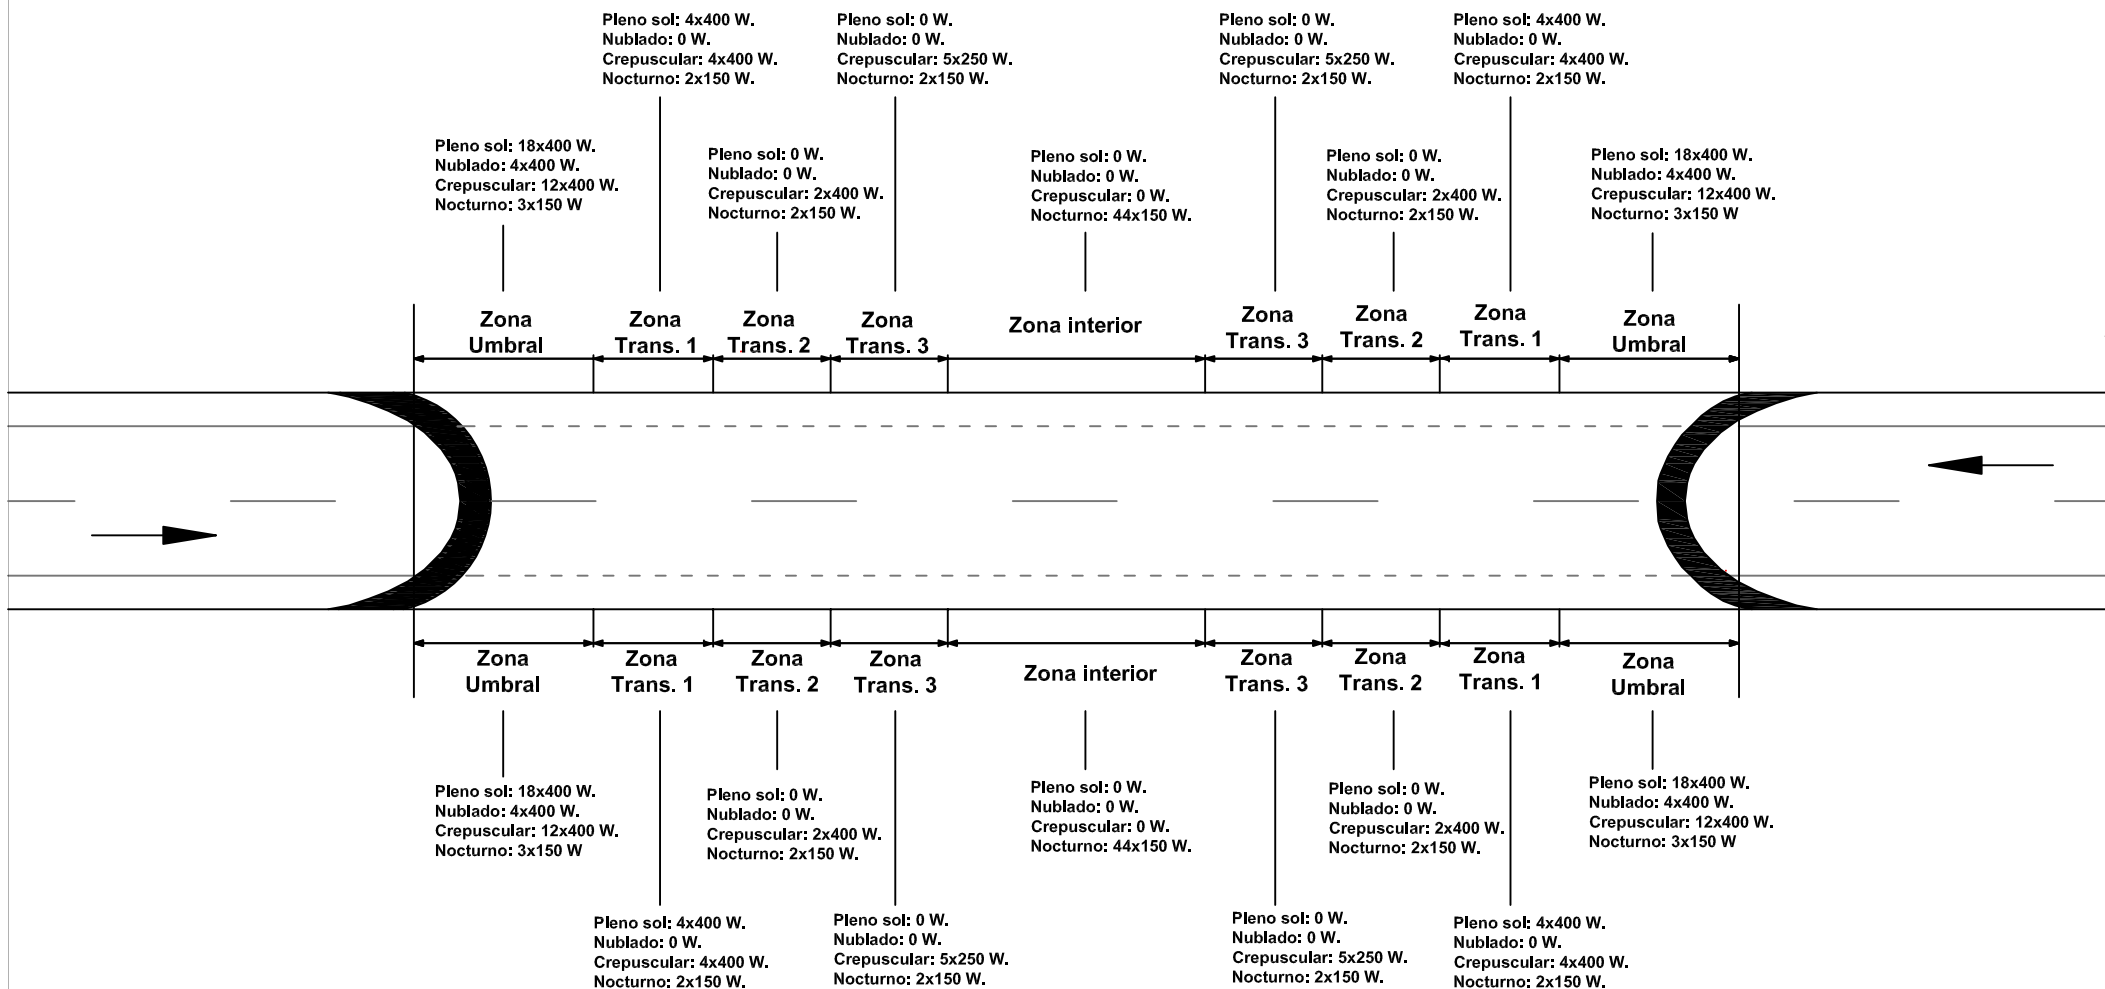 Pleno sol: 4x400 W.
Nublado: 0 W.
Crepuscular: 4x400 W.
Nocturno: 2x150 W.
Pleno sol: 0 W.
Nublado: 0 W.
Crepuscular: 5x250 W.
Nocturno: 2x150 W.
Pleno sol: 0 W.
Nublado: 0 W.
Crepuscular: 5x250 W.
Nocturno: 2x150 W.
Pleno sol: 4x400 W.
Nublado: 0 W.
Crepuscular: 4x400 W.
Nocturno: 2x150 W.
Pleno sol: 18x400 W.
Nublado: 4x400 W.
Crepuscular: 12x400 W.
Nocturno: 3x150 W
Pleno sol: 0 W.
Nublado: 0 W.
Crepuscular: 2x400 W.
Nocturno: 2x150 W.
Pleno sol: 0 W.
Nublado: 0 W.
Crepuscular: 0 W.
Nocturno: 44x150 W.
Pleno sol: 0 W.
Nublado: 0 W.
Crepuscular: 2x400 W.
Nocturno: 2x150 W.
Pleno sol: 18x400 W.
Nublado: 4x400 W.
Crepuscular: 12x400 W.
Nocturno: 3x150 W
Zona
Umbral
Zona
Trans. 1
Zona
Trans. 2
Zona
Trans. 3
Zona interior
Zona
Trans. 3
Zona
Trans. 2
Zona
Trans. 1
Zona
Umbral
Zona
Umbral
Zona
Trans. 1
Zona
Trans. 2
Zona
Trans. 3
Zona interior
Zona
Trans. 3
Zona
Trans. 2
Zona
Trans. 1
Zona
Umbral
Pleno sol: 18x400 W.
Nublado: 4x400 W.
Crepuscular: 12x400 W.
Nocturno: 3x150 W
Pleno sol: 0 W.
Nublado: 0 W.
Crepuscular: 2x400 W.
Nocturno: 2x150 W.
Pleno sol: 0 W.
Nublado: 0 W.
Crepuscular: 0 W.
Nocturno: 44x150 W.
Pleno sol: 0 W.
Nublado: 0 W.
Crepuscular: 2x400 W.
Nocturno: 2x150 W.
Pleno sol: 18x400 W.
Nublado: 4x400 W.
Crepuscular: 12x400 W.
Nocturno: 3x150 W
Pleno sol: 4x400 W.
Nublado: 0 W.
Crepuscular: 4x400 W.
Nocturno: 2x150 W.
Pleno sol: 0 W.
Nublado: 0 W.
Crepuscular: 5x250 W.
Nocturno: 2x150 W.
Pleno sol: 0 W.
Nublado: 0 W.
Crepuscular: 5x250 W.
Nocturno: 2x150 W.
Pleno sol: 4x400 W.
Nublado: 0 W.
Crepuscular: 4x400 W.
Nocturno: 2x150 W.